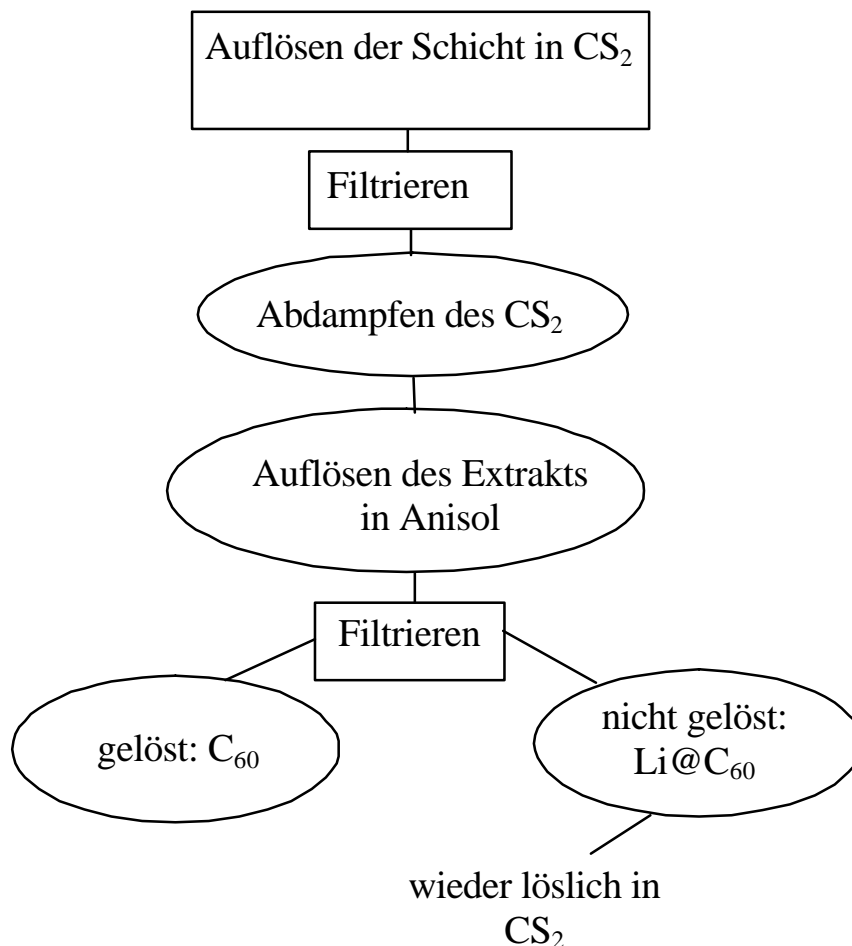 Auflösen der Schicht in CS₂
Filtrieren
Abdampfen des CS₂
Auflösen des Extrakts
in Anisol
Filtrieren
gelöst: C₆₀
nicht gelöst:
Li@C₆₀
wieder löslich in
CS₂